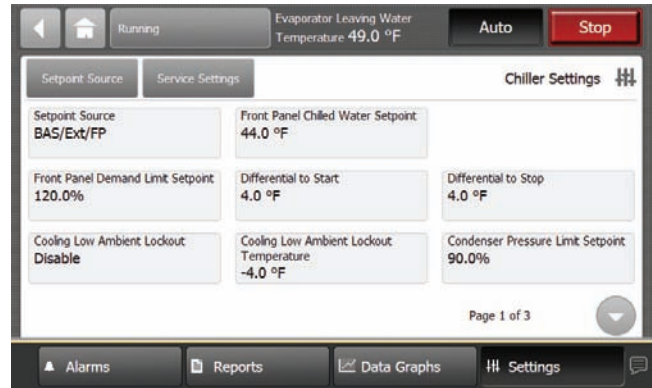 Running
Evaporator Leaving Water
Temperature 49.0 °F
Auto
Stop
Setpoint Source
Service Settings
Chiller Settings
Setpoint Source
BAS/Ext/FP
Front Panel Chilled Water Setpoint
44.0 °F
Front Panel Demand Limit Setpoint
120.0%
Differential to Start
4.0 °F
Differential to Stop
4.0 °F
Cooling Low Ambient Lockout
Disable
Cooling Low Ambient Lockout
Temperature
-4.0 °F
Condenser Pressure Limit Setpoint
90.0%
Page 1 of 3
Alarms
Reports
Data Graphs
Settings